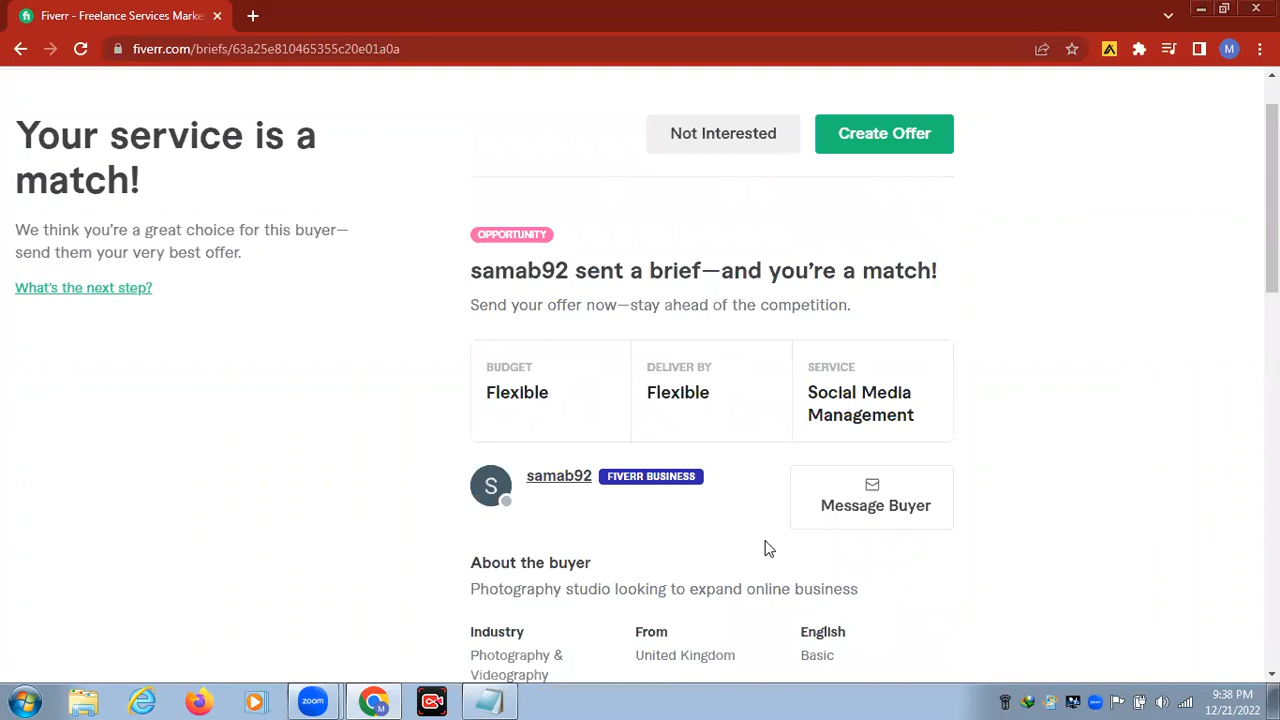 Fiverr - Freelance Services Marke
fiverr.com/briefs/63a25e810465355c20e01a0a
M
Your service is a
match!
We think you're a great choice for this buyer—
send them your very best offer.
What's the next step?
Not Interested
Create Offer
OPPORTUNITY
samab92 sent a brief—and you're a match!
Send your offer now—stay ahead of the competition.
BUDGET
Flexible
DELIVER BY
Flexible
SERVICE
Social Media
Management
S
samab92
FIVERR BUSINESS
Message Buyer
About the buyer
Photography studio looking to expand online business
Industry
Photography &
Videography
From
United Kingdom
English
Basic
zoom
M
9:38 PM
12/21/2022